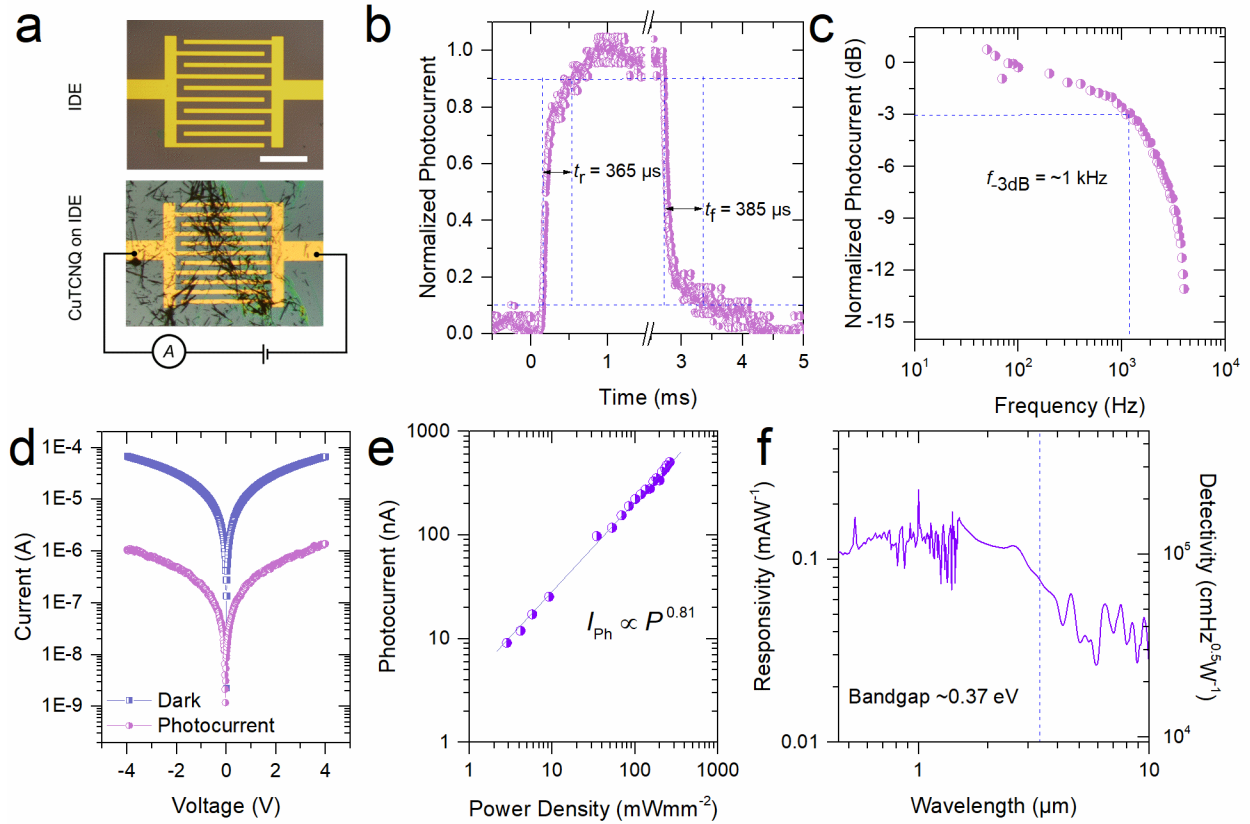 a
IDE
CuTCNQ on IDE
A
b
Normalized Photocurrent
1.0
0.8
0.6
0.4
0.2
0.0
t_r = 365 µs
t_f = 385 µs
0 1 3 4 5
Time (ms)
c
Normalized Photocurrent (dB)
0
-3
-6
-9
-12
-15
f_-3dB = ~1 kHz
10^1 10^2 10^3 10^4
Frequency (Hz)
d
Current (A)
1E-4
1E-5
1E-6
1E-7
1E-8
1E-9
Dark
Photocurrent
-4 -2 0 2 4
Voltage (V)
e
Photocurrent (nA)
1000
100
10
1
I_Ph ∝ P^0.81
1 10 100 1000
Power Density (mWmm^-2)
f
Responsivity (mAW^-1)
0.1
0.01
Bandgap ~0.37 eV
10^5
10^4
Detectivity (cmHz^0.5W^-1)
1 10
Wavelength (µm)